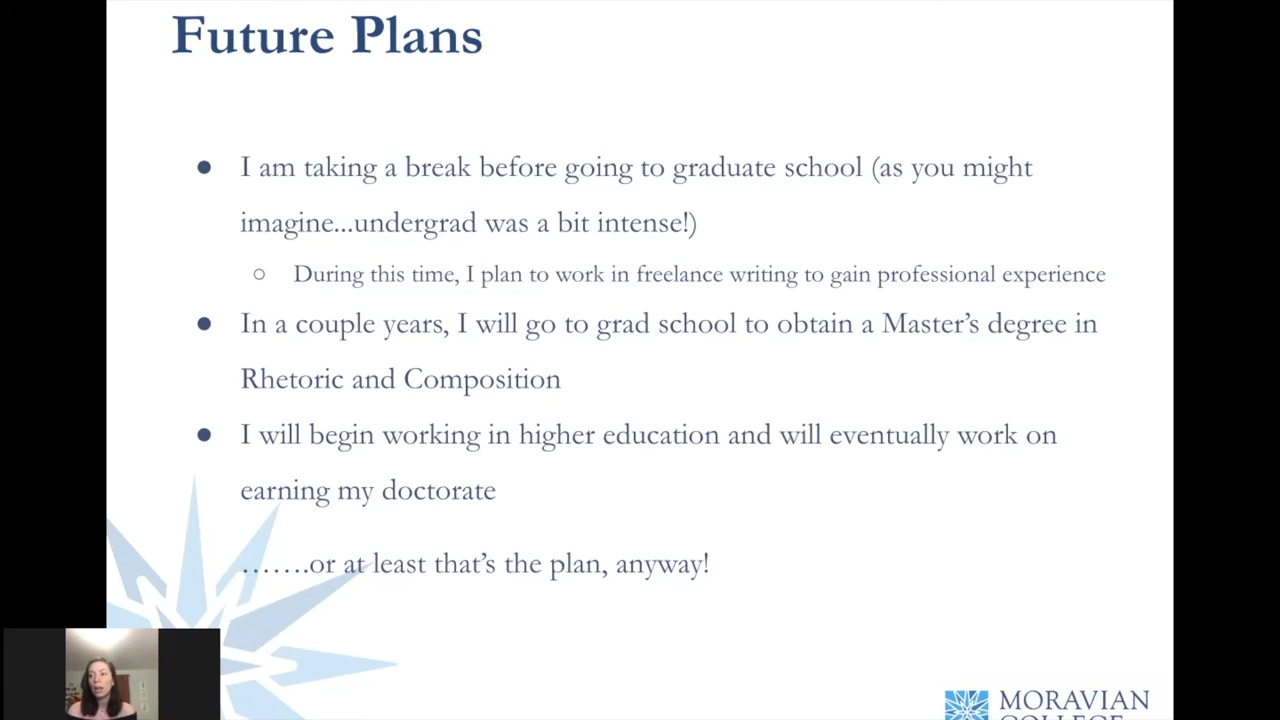 Future Plans
● I am taking a break before going to graduate school (as you might
imagine...undergrad was a bit intense!)
○ During this time, I plan to work in freelance writing to gain professional experience
● In a couple years, I will go to grad school to obtain a Master’s degree in
Rhetoric and Composition
● I will begin working in higher education and will eventually work on
earning my doctorate
…….or at least that’s the plan, anyway!
MORAVIAN
COLLEGE